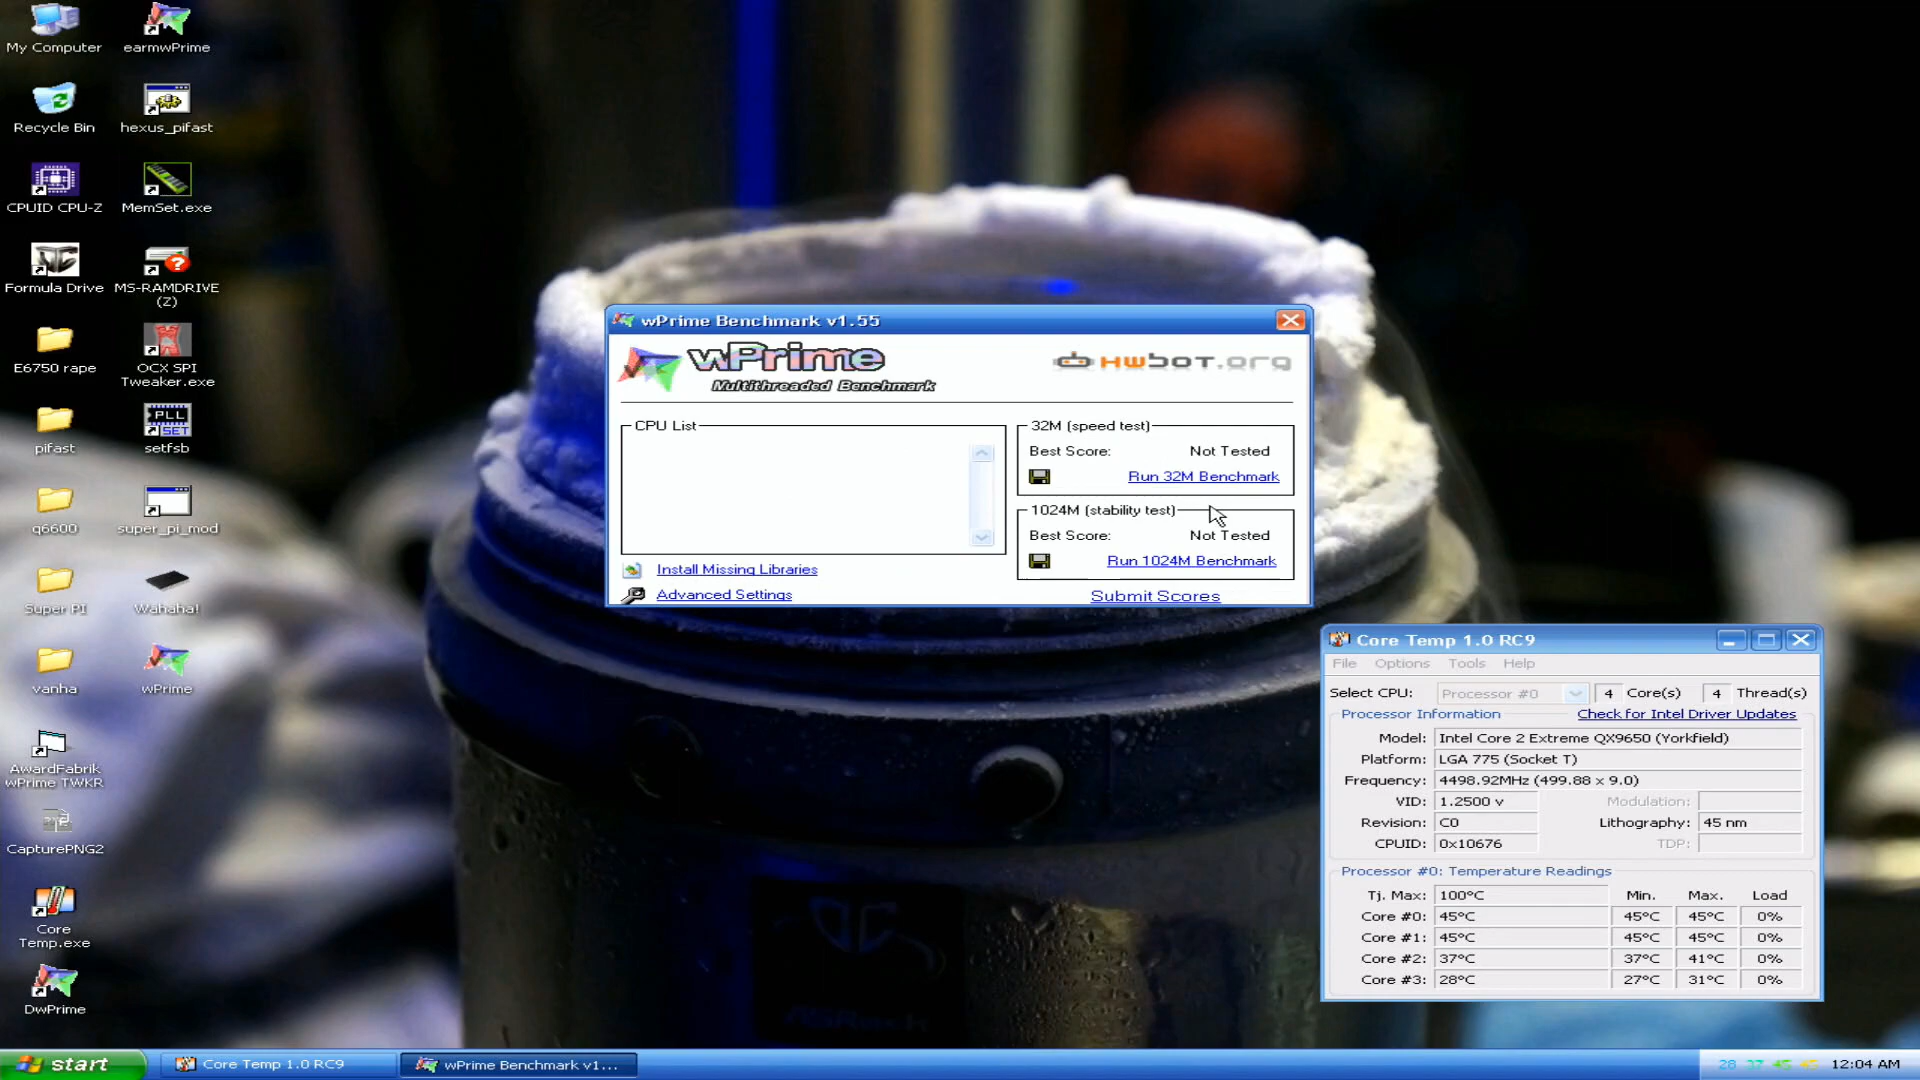 My Computer
earmwPrime
Recycle Bin
hexus_pifast
CPUID CPU-Z
MemSet.exe
Formula Drive
MS-RAMDRIVE
(Z)
E6750 rape
OCX SPI
Tweaker.exe
pifast
PLL
SET
setfsb
q6600
super_pi_mod
Super PI
Wahaha!
vanha
wPrime
AwardFabrik
wPrime TWKR
CapturePNG2
Core
Temp.exe
DwPrime
wPrime Benchmark v1.55
wPrime
Multithreaded Benchmark
HWBOT.org
CPU List
32M (speed test)
Best Score: Not Tested
Run 32M Benchmark
1024M (stability test)
Best Score: Not Tested
Run 1024M Benchmark
Install Missing Libraries
Advanced Settings
Submit Scores
Core Temp 1.0 RC9
File Options Tools Help
Select CPU: Processor #0 4 Core(s) 4 Thread(s)
Processor Information Check for Intel Driver Updates
Model: Intel Core 2 Extreme QX9650 (Yorkfield)
Platform: LGA 775 (Socket T)
Frequency: 4498.92MHz (499.88 x 9.0)
VID: 1.2500 v Modulation:
Revision: C0 Lithography: 45 nm
CPUID: 0x10676 TDP:
Processor #0: Temperature Readings
Tj. Max: 100°C Min. Max. Load
Core #0: 45°C 45°C 45°C 0%
Core #1: 45°C 45°C 45°C 0%
Core #2: 37°C 37°C 41°C 0%
Core #3: 28°C 27°C 31°C 0%
start
Core Temp 1.0 RC9
wPrime Benchmark v1...
28 37 45 45 12:04 AM